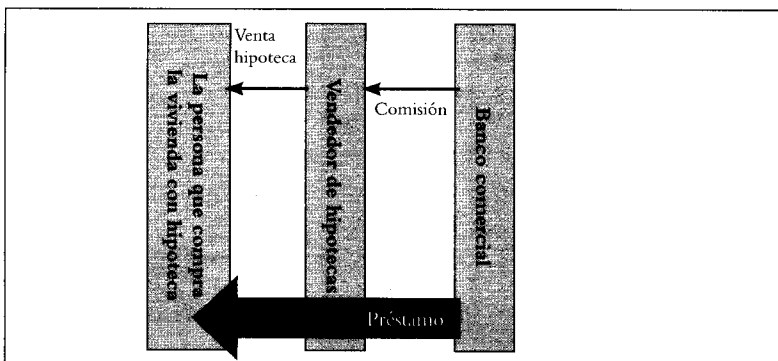 Venta
hipoteca
Comisión
La persona que compra
la vivienda con hipoteca
Vendedor de hipotecas
Banco comercial
Préstamo